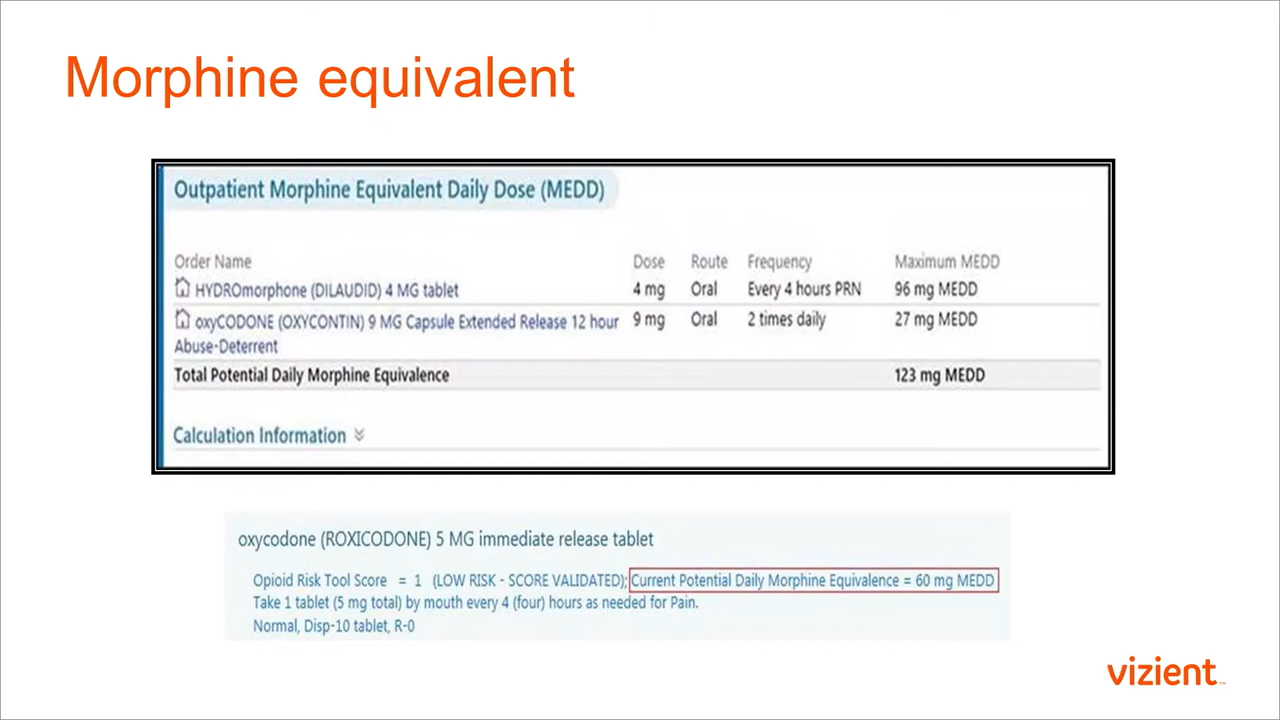 Morphine equivalent
Outpatient Morphine Equivalent Daily Dose (MEDD)
Order Name Dose Route Frequency Maximum MEDD
HYDROmorphone (DILAUDID) 4 MG tablet 4 mg Oral Every 4 hours PRN 96 mg MEDD
oxyCODONE (OXYCONTIN) 9 MG Capsule Extended Release 12 hour 9 mg Oral 2 times daily 27 mg MEDD
Abuse-Deterrent
Total Potential Daily Morphine Equivalence 123 mg MEDD
Calculation Information
oxycodone (ROXICODONE) 5 MG immediate release tablet
Opioid Risk Tool Score = 1 (LOW RISK - SCORE VALIDATED); Current Potential Daily Morphine Equivalence = 60 mg MEDD
Take 1 tablet (5 mg total) by mouth every 4 (four) hours as needed for Pain.
Normal, Disp-10 tablet, R-0
vizient